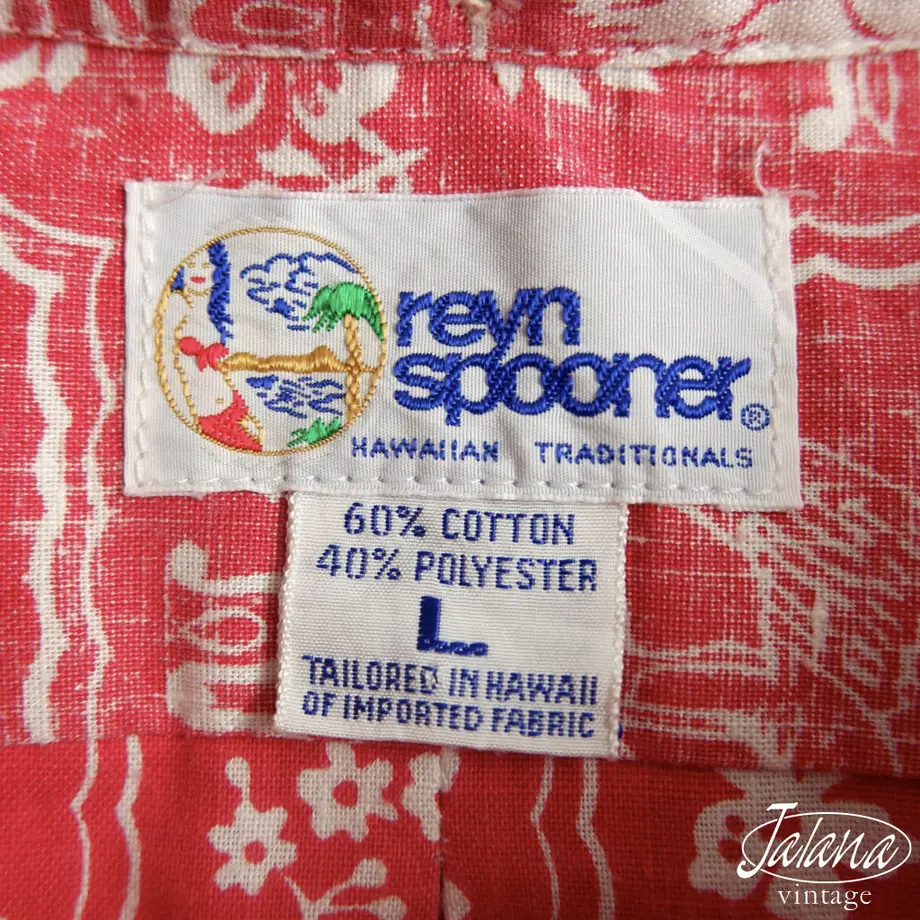 reyn
spooner®
HAWAIIAN TRADITIONALS
60% COTTON
40% POLYESTER
L
TAILORED IN HAWAII
OF IMPORTED FABRIC
Jalana
vintage